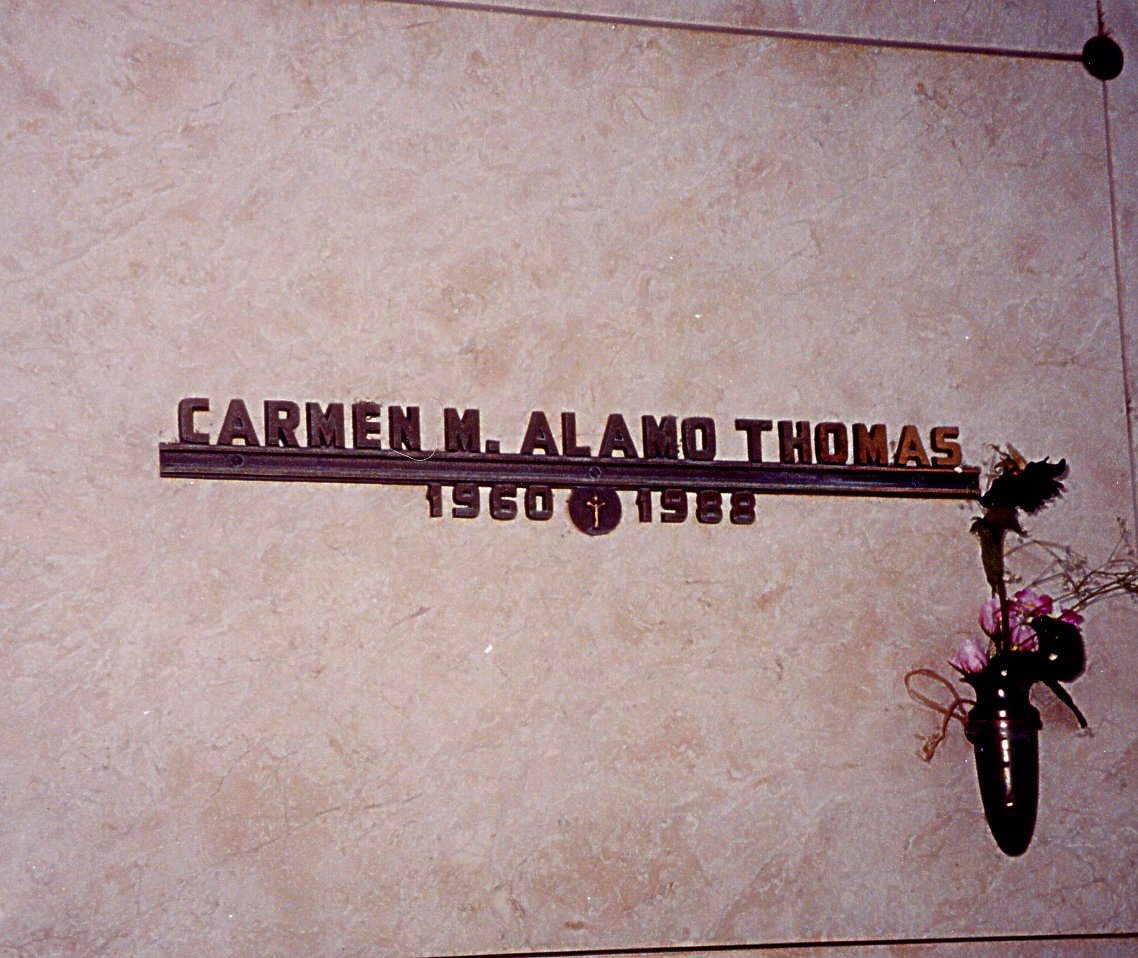 CARMEN M. ALAMO THOMAS
1960 1988